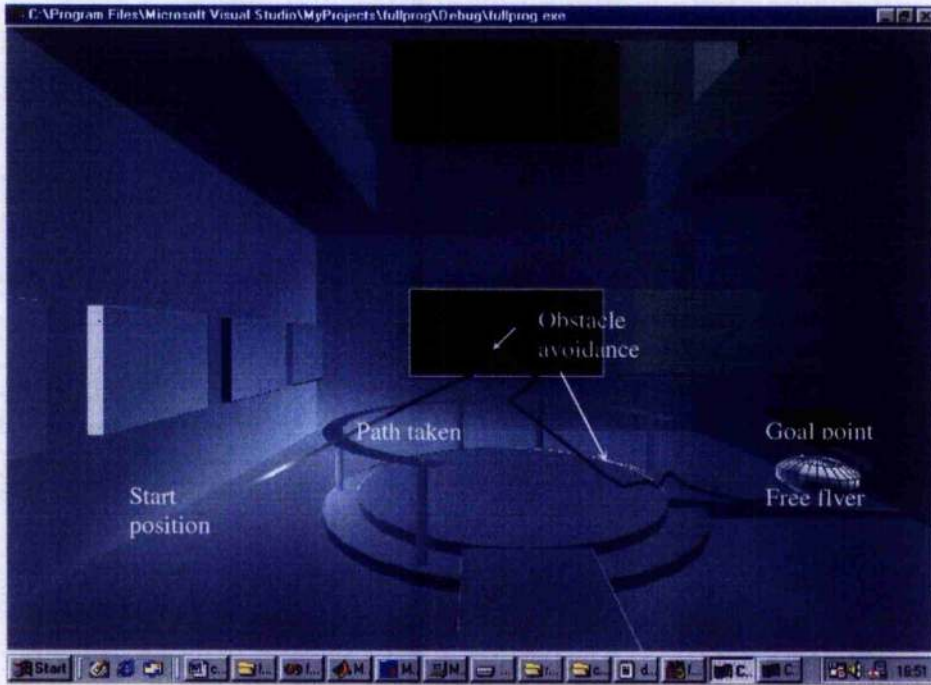 C:\Program Files\Microsoft Visual Studio\MyProjects\fullprog\Debug\fullprog.exe
Obstacle
avoidance
Path taken
Goal point
Start
position
Free flyer
Start
c...
f...
f...
M.
M.
M.
...
r...
c...
d..
f...
C..
C.
16:51